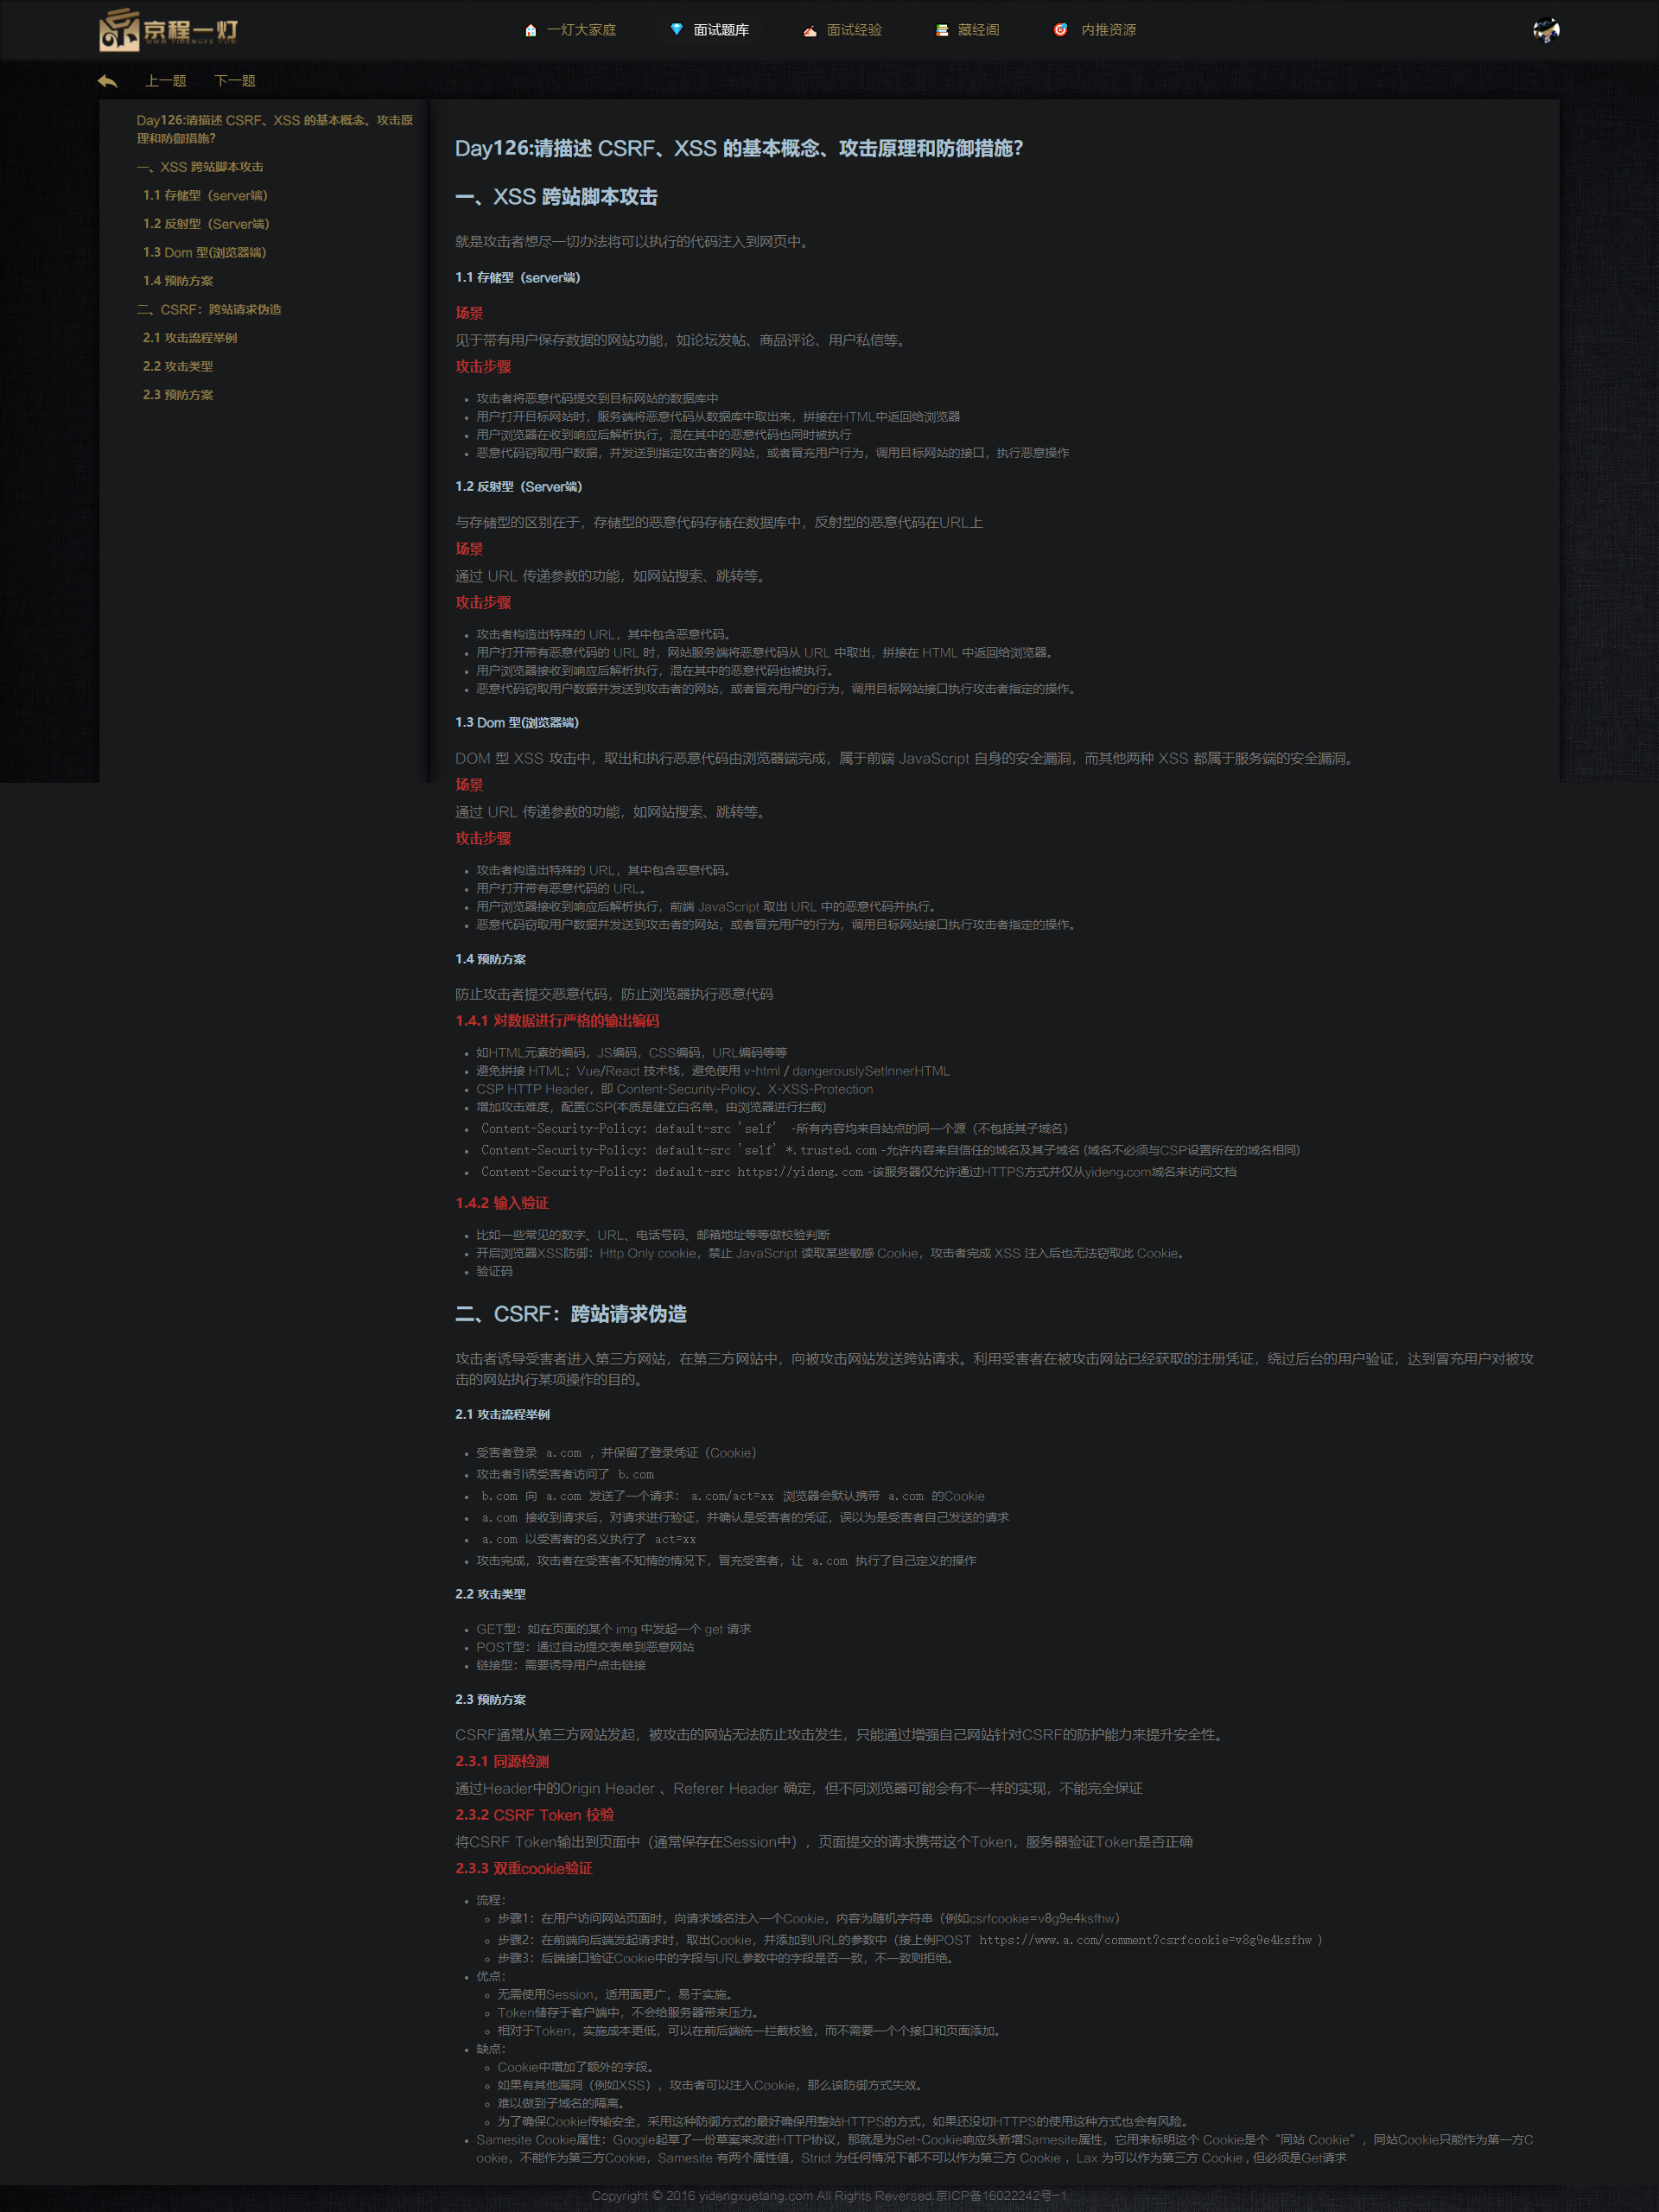 京程一灯
WWW.YIDENGFE.COM
一灯大家庭
面试题库
面试经验
藏经阁
内推资源
上一题 下一题
Day126:请描述 CSRF、XSS 的基本概念、攻击原
理和防御措施?
一、XSS 跨站脚本攻击
1.1 存储型（server端）
1.2 反射型（Server端）
1.3 Dom 型(浏览器端)
1.4 预防方案
二、CSRF：跨站请求伪造
2.1 攻击流程举例
2.2 攻击类型
2.3 预防方案
Day126:请描述 CSRF、XSS 的基本概念、攻击原理和防御措施?
一、XSS 跨站脚本攻击
就是攻击者想尽一切办法将可以执行的代码注入到网页中。
1.1 存储型（server端）
场景
见于带有用户保存数据的网站功能，如论坛发帖、商品评论、用户私信等。
攻击步骤
攻击者将恶意代码提交到目标网站的数据库中
用户打开目标网站时，服务端将恶意代码从数据库中取出来，拼接在HTML中返回给浏览器
用户浏览器在收到响应后解析执行，混在其中的恶意代码也同时被执行
恶意代码窃取用户数据，并发送到指定攻击者的网站，或者冒充用户行为，调用目标网站的接口，执行恶意操作
1.2 反射型（Server端）
与存储型的区别在于，存储型的恶意代码存储在数据库中，反射型的恶意代码在URL上
场景
通过 URL 传递参数的功能，如网站搜索、跳转等。
攻击步骤
攻击者构造出特殊的 URL，其中包含恶意代码。
用户打开带有恶意代码的 URL 时，网站服务端将恶意代码从 URL 中取出，拼接在 HTML 中返回给浏览器。
用户浏览器接收到响应后解析执行，混在其中的恶意代码也被执行。
恶意代码窃取用户数据并发送到攻击者的网站，或者冒充用户的行为，调用目标网站接口执行攻击者指定的操作。
1.3 Dom 型(浏览器端)
DOM 型 XSS 攻击中，取出和执行恶意代码由浏览器端完成，属于前端 JavaScript 自身的安全漏洞，而其他两种 XSS 都属于服务端的安全漏洞。
场景
通过 URL 传递参数的功能，如网站搜索、跳转等。
攻击步骤
攻击者构造出特殊的 URL，其中包含恶意代码。
用户打开带有恶意代码的 URL。
用户浏览器接收到响应后解析执行，前端 JavaScript 取出 URL 中的恶意代码并执行。
恶意代码窃取用户数据并发送到攻击者的网站，或者冒充用户的行为，调用目标网站接口执行攻击者指定的操作。
1.4 预防方案
防止攻击者提交恶意代码，防止浏览器执行恶意代码
1.4.1 对数据进行严格的输出编码
如HTML元素的编码，JS编码，CSS编码，URL编码等等
避免拼接 HTML；Vue/React 技术栈，避免使用 v-html / dangerouslySetInnerHTML
CSP HTTP Header，即 Content-Security-Policy、X-XSS-Protection
增加攻击难度，配置CSP(本质是建立白名单，由浏览器进行拦截)
Content-Security-Policy: default-src 'self' -所有内容均来自站点的同一个源（不包括其子域名）
Content-Security-Policy: default-src 'self' *.trusted.com -允许内容来自信任的域名及其子域名 (域名不必须与CSP设置所在的域名相同)
Content-Security-Policy: default-src https://yideng.com -该服务器仅允许通过HTTPS方式并仅从yideng.com域名来访问文档
1.4.2 输入验证
比如一些常见的数字、URL、电话号码、邮箱地址等等做校验判断
开启浏览器XSS防御：Http Only cookie，禁止 JavaScript 读取某些敏感 Cookie，攻击者完成 XSS 注入后也无法窃取此 Cookie。
验证码
二、CSRF：跨站请求伪造
攻击者诱导受害者进入第三方网站，在第三方网站中，向被攻击网站发送跨站请求。利用受害者在被攻击网站已经获取的注册凭证，绕过后台的用户验证，达到冒充用户对被攻
击的网站执行某项操作的目的。
2.1 攻击流程举例
受害者登录 a.com ，并保留了登录凭证（Cookie）
攻击者引诱受害者访问了 b.com
b.com 向 a.com 发送了一个请求： a.com/act=xx 浏览器会默认携带 a.com 的Cookie
a.com 接收到请求后，对请求进行验证，并确认是受害者的凭证，误以为是受害者自己发送的请求
a.com 以受害者的名义执行了 act=xx
攻击完成，攻击者在受害者不知情的情况下，冒充受害者，让 a.com 执行了自己定义的操作
2.2 攻击类型
GET型：如在页面的某个 img 中发起一个 get 请求
POST型：通过自动提交表单到恶意网站
链接型：需要诱导用户点击链接
2.3 预防方案
CSRF通常从第三方网站发起，被攻击的网站无法防止攻击发生，只能通过增强自己网站针对CSRF的防护能力来提升安全性。
2.3.1 同源检测
通过Header中的Origin Header 、Referer Header 确定，但不同浏览器可能会有不一样的实现，不能完全保证
2.3.2 CSRF Token 校验
将CSRF Token输出到页面中（通常保存在Session中），页面提交的请求携带这个Token，服务器验证Token是否正确
2.3.3 双重cookie验证
流程：
步骤1：在用户访问网站页面时，向请求域名注入一个Cookie，内容为随机字符串（例如csrfcookie=v8g9e4ksfhw）
步骤2：在前端向后端发起请求时，取出Cookie，并添加到URL的参数中（接上例POST https://www.a.com/comment?csrfcookie=v8g9e4ksfhw ）
步骤3：后端接口验证Cookie中的字段与URL参数中的字段是否一致，不一致则拒绝。
优点：
无需使用Session，适用面更广，易于实施。
Token储存于客户端中，不会给服务器带来压力。
相对于Token，实施成本更低，可以在前后端统一拦截校验，而不需要一个个接口和页面添加。
缺点：
Cookie中增加了额外的字段。
如果有其他漏洞（例如XSS），攻击者可以注入Cookie，那么该防御方式失效。
难以做到子域名的隔离。
为了确保Cookie传输安全，采用这种防御方式的最好确保用整站HTTPS的方式，如果还没切HTTPS的使用这种方式也会有风险。
Samesite Cookie属性：Google起草了一份草案来改进HTTP协议，那就是为Set-Cookie响应头新增Samesite属性，它用来标明这个 Cookie是个“同站 Cookie”，同站Cookie只能作为第一方C
ookie，不能作为第三方Cookie，Samesite 有两个属性值，Strict 为任何情况下都不可以作为第三方 Cookie ，Lax 为可以作为第三方 Cookie , 但必须是Get请求
Copyright © 2016 yidengxuetang.com All Rights Reversed.京ICP备16022242号-1